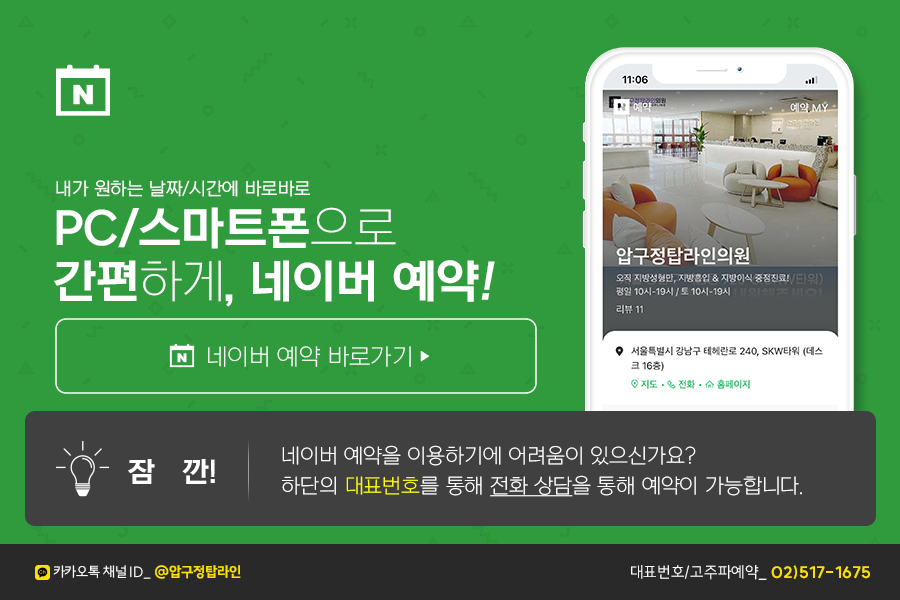 N
내가 원하는 날짜/시간에 바로바로
PC/스마트폰으로
간편하게, 네이버 예약!
N 네이버 예약 바로가기
11:06
N 예약
예약 MY
압구정탑라인의원
오직 지방성형만, 지방흡입 & 지방이식 중점진료!
평일 10시-19시 / 토 10시-19시
리뷰 11
서울특별시 강남구 테헤란로 240, SKW타워 (데스
크 16층)
지도 · 전화 · 홈페이지
잠 깐!
네이버 예약을 이용하기에 어려움이 있으신가요?
하단의 대표번호를 통해 전화 상담을 통해 예약이 가능합니다.
카카오톡 채널 ID_ @압구정탑라인
대표번호/고주파예약_ 02)517-1675